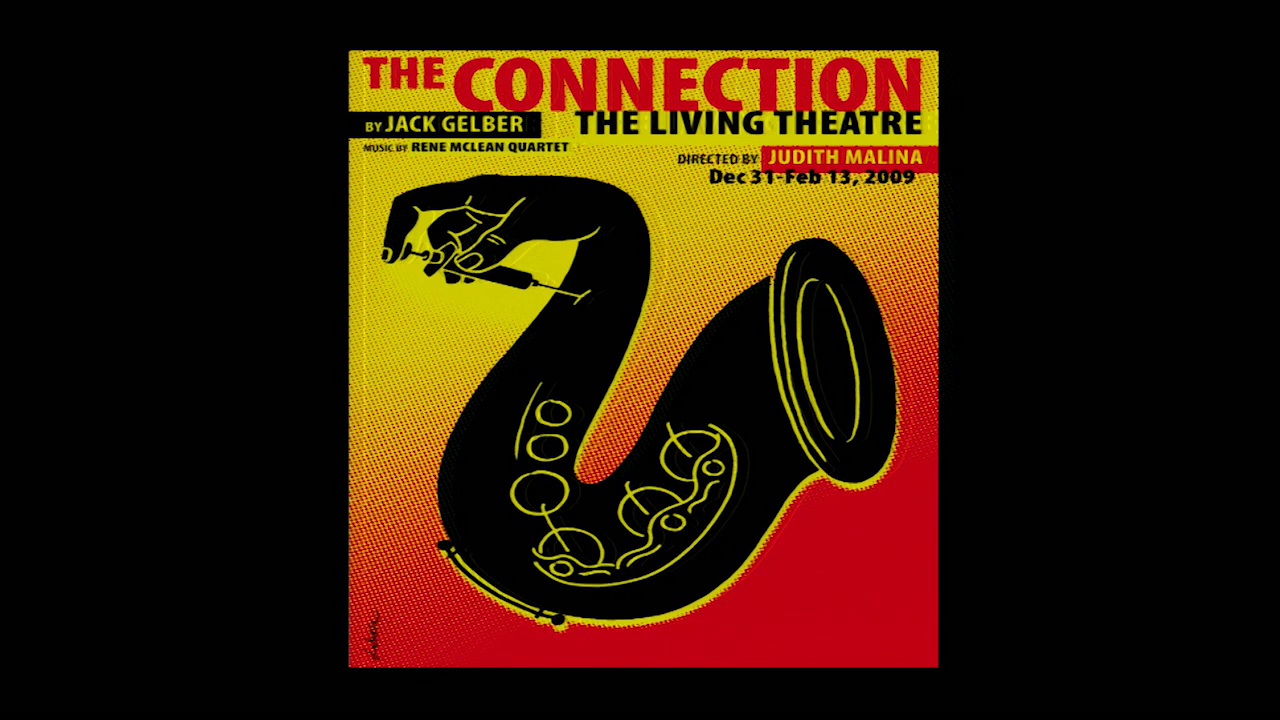 THE CONNECTION
BY JACK GELBER
THE LIVING THEATRE
MUSIC BY RENE MCLEAN QUARTET
DIRECTED BY JUDITH MALINA
Dec 31-Feb 13, 2009